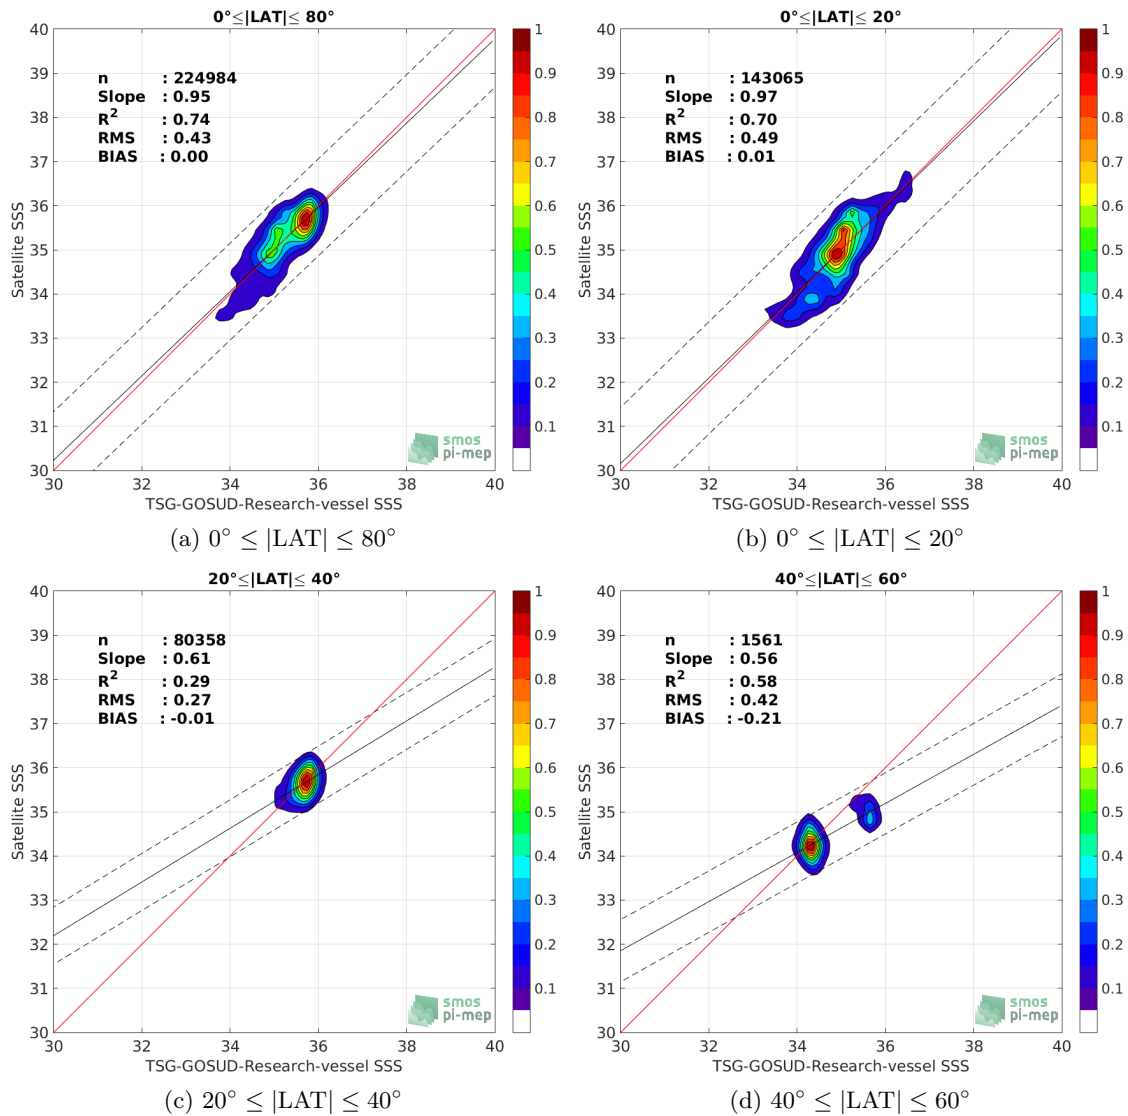 0°≤|LAT|≤ 80°
40
39
38
37
36
35
34
33
32
31
30
Satellite SSS
n : 224984
Slope : 0.95
R² : 0.74
RMS : 0.43
BIAS : 0.00
smos
pi-mep
30 32 34 36 38 40
TSG-GOSUD-Research-vessel SSS
1
0.9
0.8
0.7
0.6
0.5
0.4
0.3
0.2
0.1
(a) 0° ≤ |LAT| ≤ 80°
0°≤|LAT|≤ 20°
40
39
38
37
36
35
34
33
32
31
30
Satellite SSS
n : 143065
Slope : 0.97
R² : 0.70
RMS : 0.49
BIAS : 0.01
smos
pi-mep
30 32 34 36 38 40
TSG-GOSUD-Research-vessel SSS
1
0.9
0.8
0.7
0.6
0.5
0.4
0.3
0.2
0.1
(b) 0° ≤ |LAT| ≤ 20°
20°≤|LAT|≤ 40°
40
39
38
37
36
35
34
33
32
31
30
Satellite SSS
n : 80358
Slope : 0.61
R² : 0.29
RMS : 0.27
BIAS : -0.01
smos
pi-mep
30 32 34 36 38 40
TSG-GOSUD-Research-vessel SSS
1
0.9
0.8
0.7
0.6
0.5
0.4
0.3
0.2
0.1
(c) 20° ≤ |LAT| ≤ 40°
40°≤|LAT|≤ 60°
40
39
38
37
36
35
34
33
32
31
30
Satellite SSS
n : 1561
Slope : 0.56
R² : 0.58
RMS : 0.42
BIAS : -0.21
smos
pi-mep
30 32 34 36 38 40
TSG-GOSUD-Research-vessel SSS
1
0.9
0.8
0.7
0.6
0.5
0.4
0.3
0.2
0.1
(d) 40° ≤ |LAT| ≤ 60°